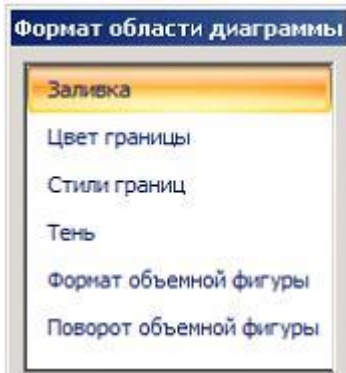 Формат области диаграммы
Заливка
Цвет границы
Стили границ
Тень
Формат объемной фигуры
Поворот объемной фигуры